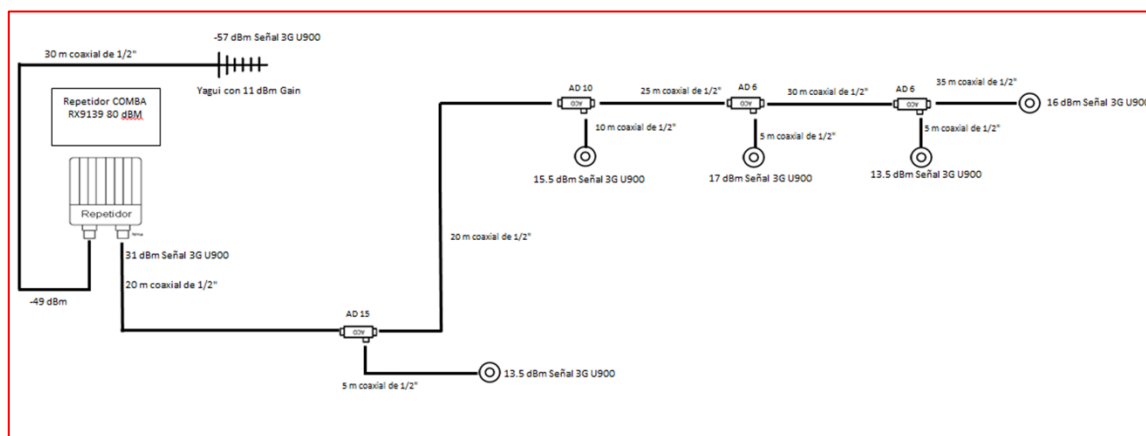 -57 dBm Señal 3G U900
30 m coaxial de 1/2"
Yagui con 11 dBm Gain
Repetidor COMBA
RX9139 80 dBM
Repetidor
31 dBm Señal 3G U900
20 m coaxial de 1/2"
-49 dBm
AD 15
ACO
5 m coaxial de 1/2"
13.5 dBm Señal 3G U900
20 m coaxial de 1/2"
AD 10
ACO
10 m coaxial de 1/2"
15.5 dBm Señal 3G U900
25 m coaxial de 1/2"
AD 6
ACO
5 m coaxial de 1/2"
17 dBm Señal 3G U900
30 m coaxial de 1/2"
AD 6
ACO
5 m coaxial de 1/2"
13.5 dBm Señal 3G U900
35 m coaxial de 1/2"
16 dBm Señal 3G U900